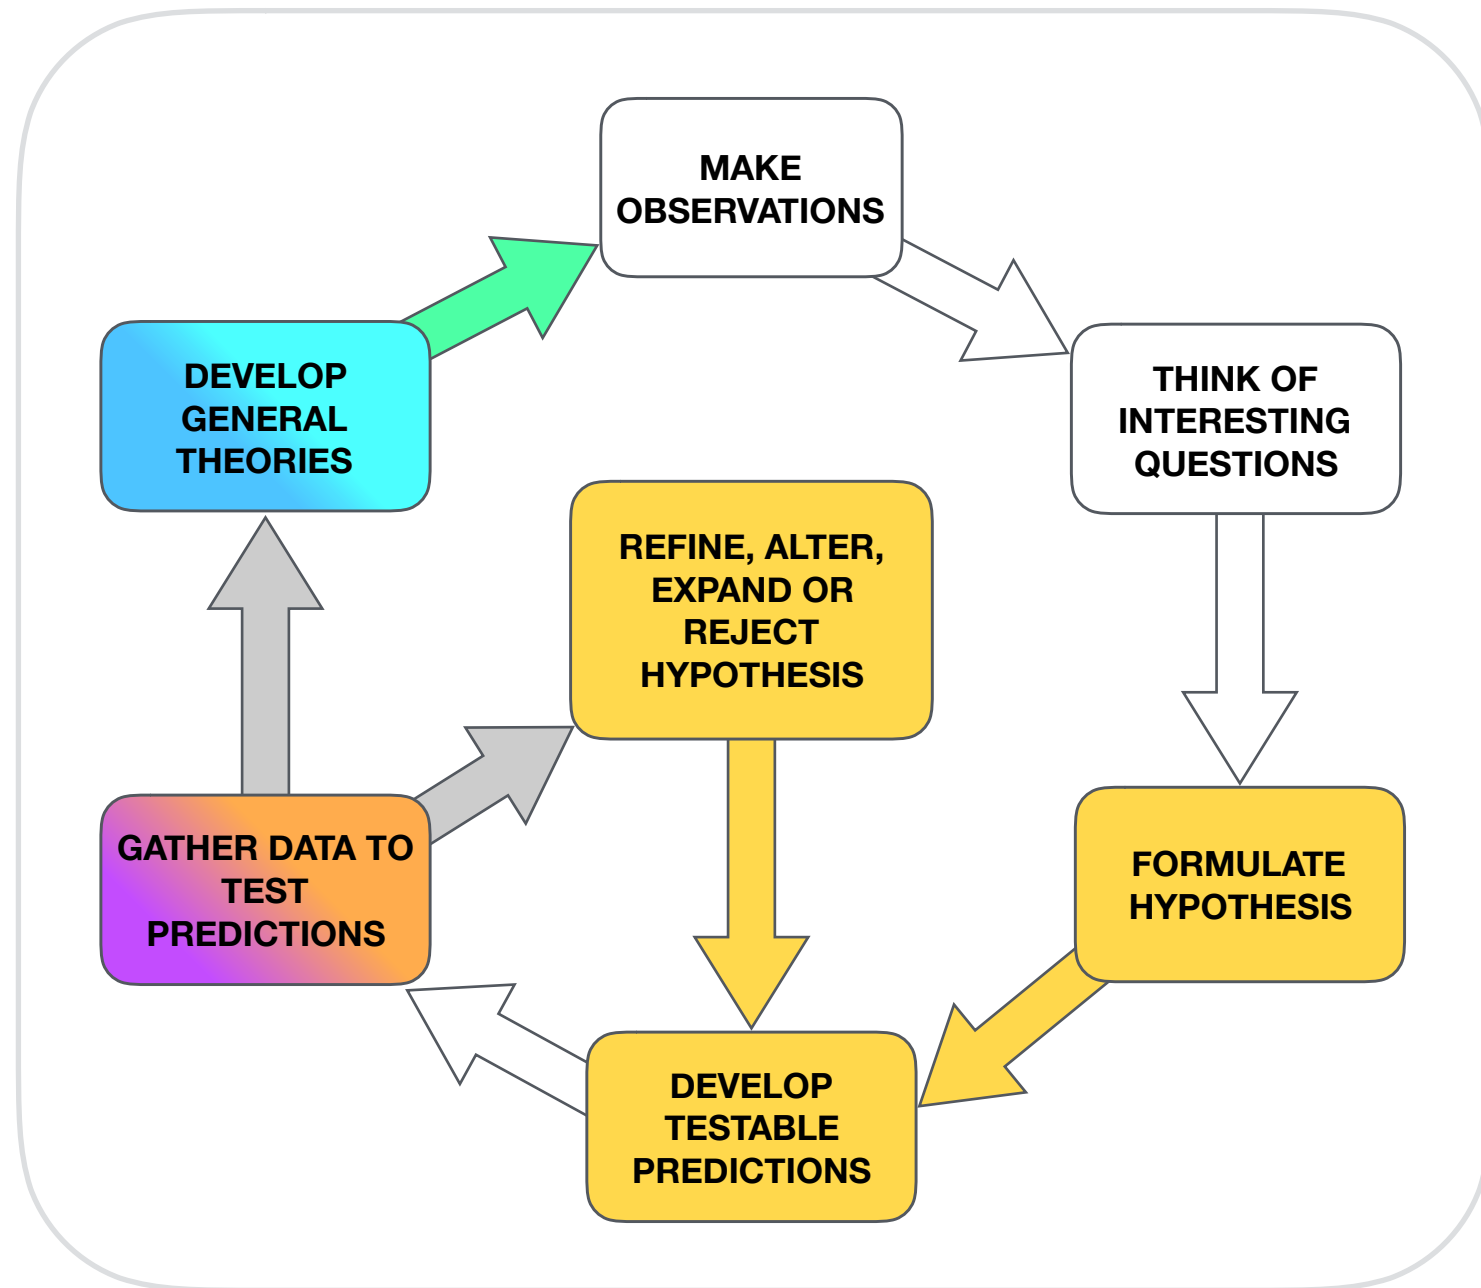 MAKE
OBSERVATIONS
THINK OF
INTERESTING
QUESTIONS
FORMULATE
HYPOTHESIS
DEVELOP
TESTABLE
PREDICTIONS
GATHER DATA TO
TEST
PREDICTIONS
REFINE, ALTER,
EXPAND OR
REJECT
HYPOTHESIS
DEVELOP
GENERAL
THEORIES